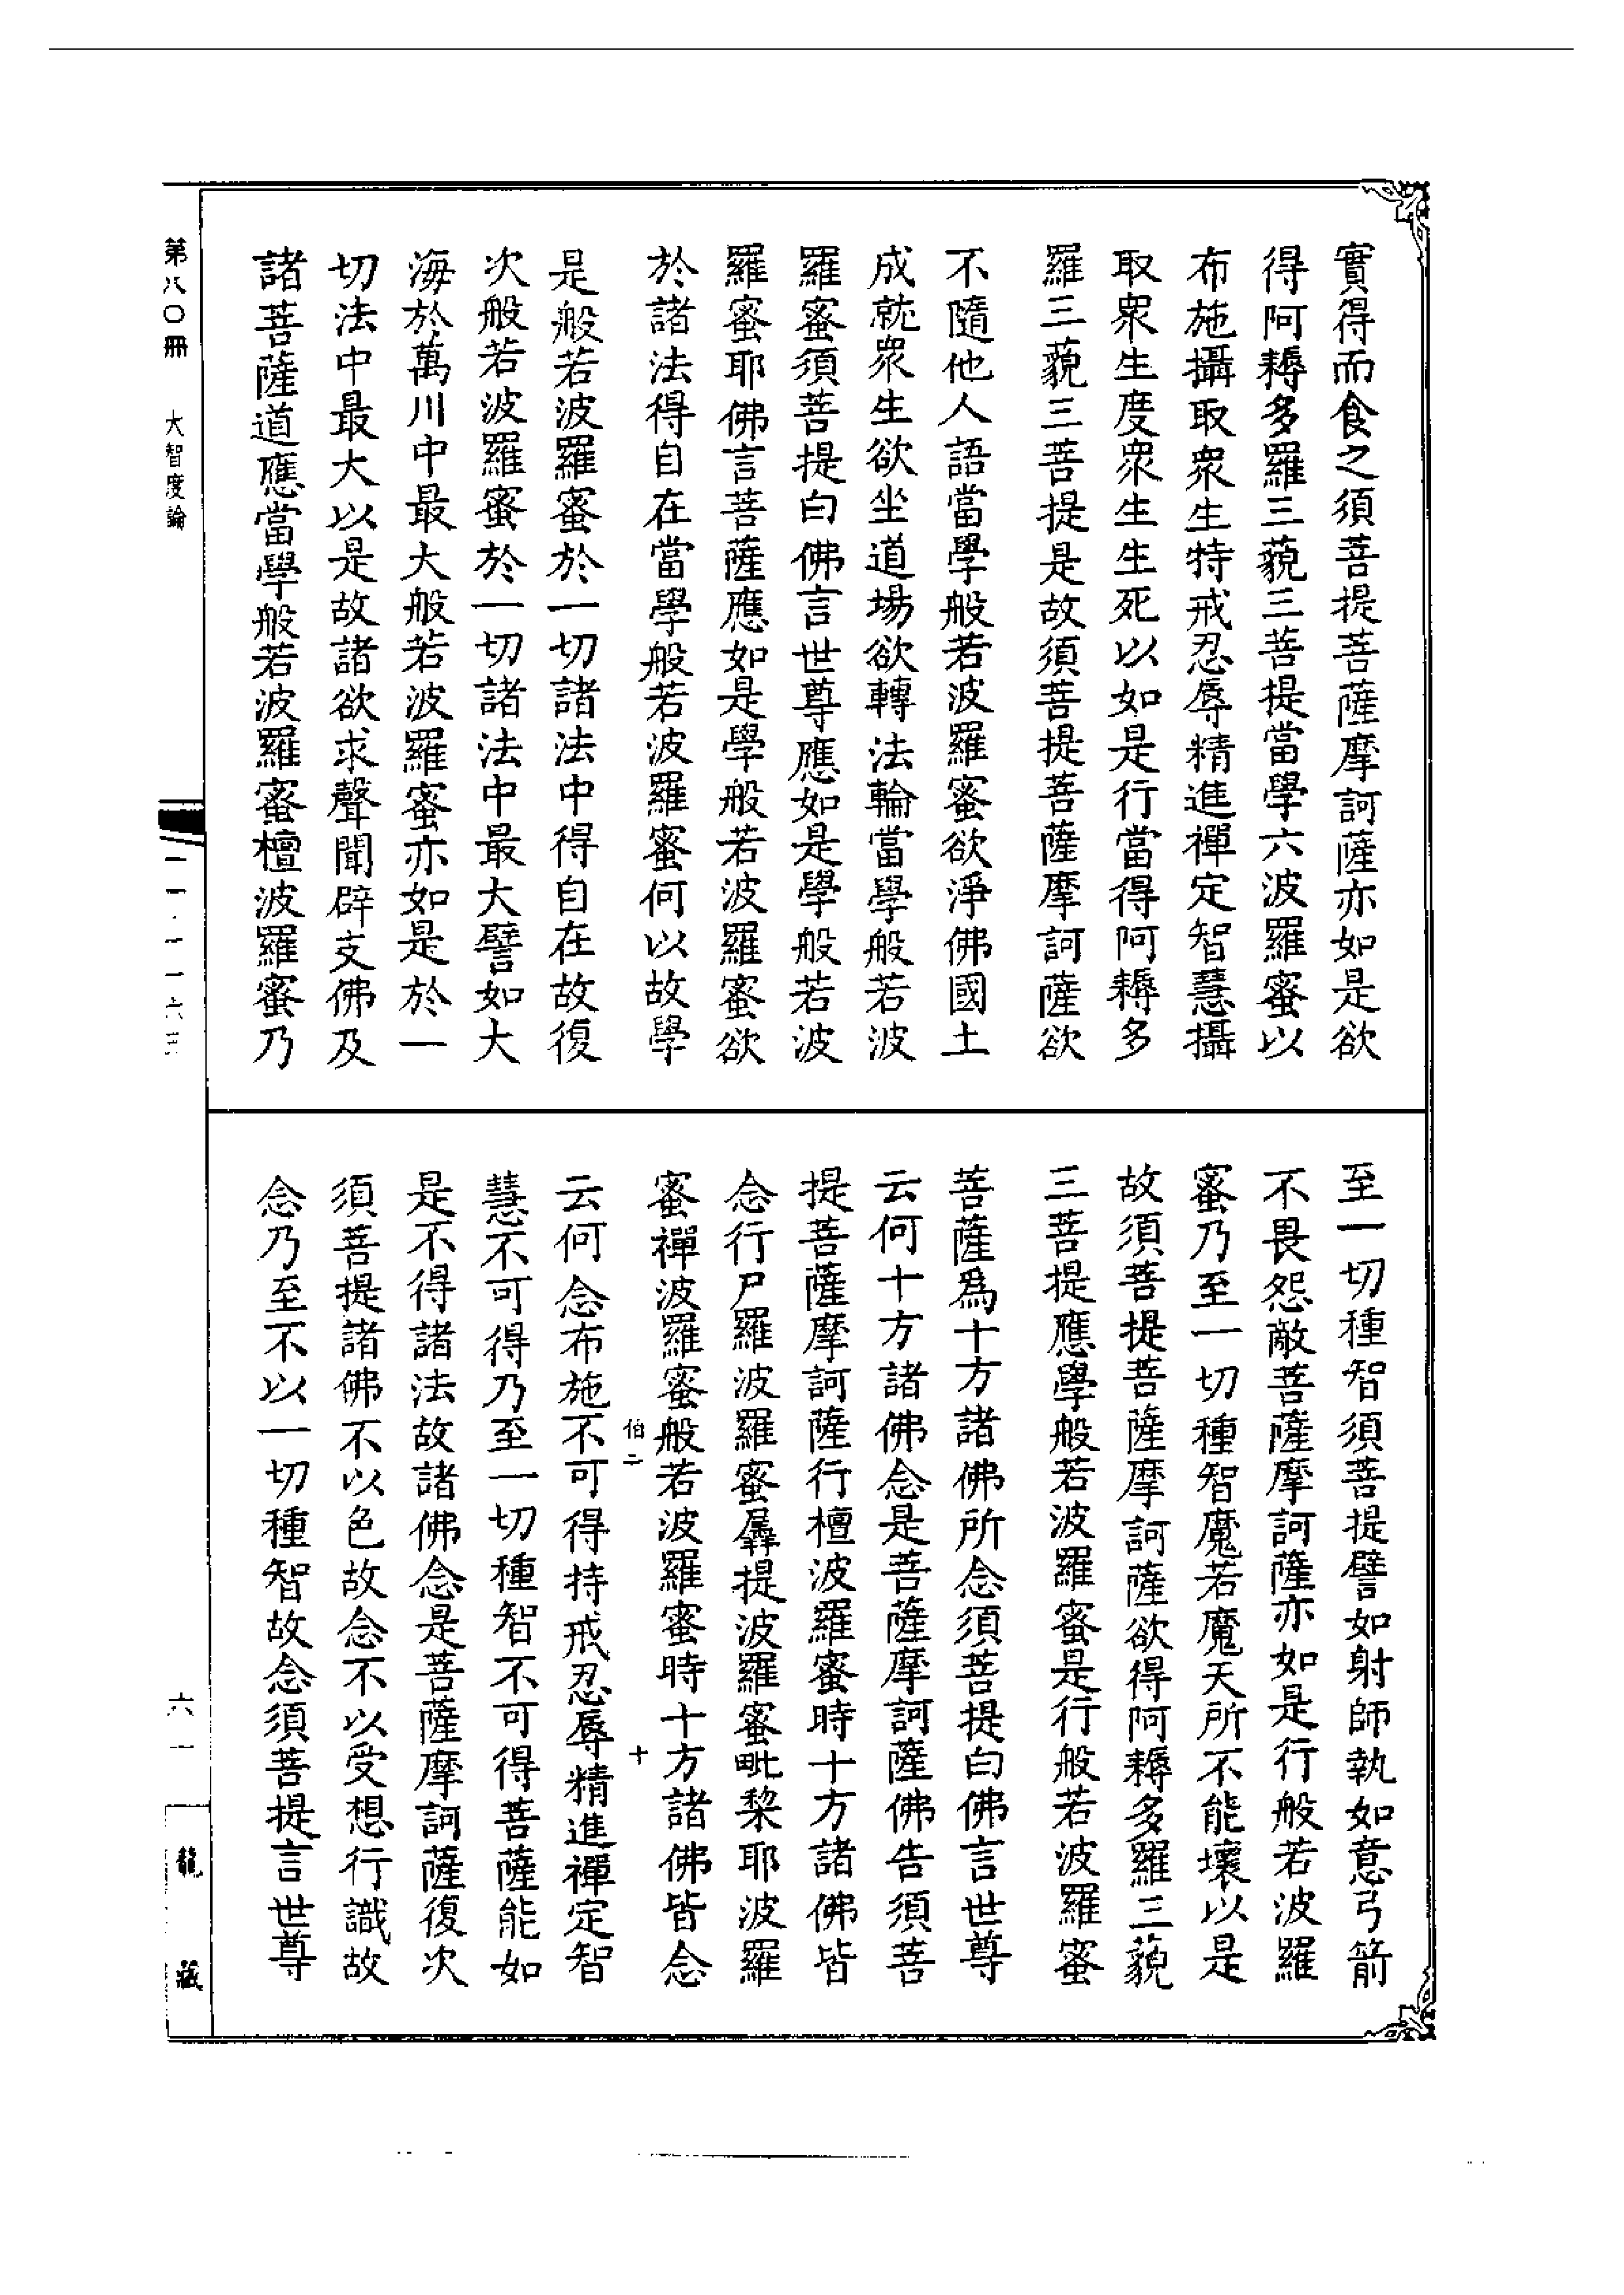 實得而食之須菩提菩薩摩訶薩亦如是欲
得阿耨多羅三藐三菩提當學六波羅蜜以
布施攝取衆生特戒忍辱精進禪定智慧攝
取衆生度衆生生死以如是行當得阿耨多
羅三藐三菩提是故須菩提菩薩摩訶薩欲
不隨他人語當學般若波羅蜜欲淨佛國土
成就衆生欲坐道場欲轉法輪當學般若波
羅蜜須菩提白佛言世尊應如是學般若波
羅蜜耶佛言菩薩應如是學般若波羅蜜欲
於諸法得自在當學般若波羅蜜何以故學
是般若波羅蜜於一切諸法中得自在故復
次般若波羅蜜於一切諸法中最大譬如大
海於萬川中最大般若波羅蜜亦如是於一
切法中最大以是故諸欲求聲聞辟支佛及
諸菩薩道應當學般若波羅蜜檀波羅蜜乃
至一切種智須菩提譬如射師執如意弓箭
不畏怨敵菩薩摩訶薩亦如是行般若波羅
蜜乃至一切種智魔若魔天所不能壞以是
故須菩提菩薩摩訶薩欲得阿耨多羅三藐
三菩提應學般若波羅蜜是行般若波羅蜜
菩薩爲十方諸佛所念須菩提白佛言世尊
云何十方諸佛念是菩薩摩訶薩佛告須菩
提菩薩摩訶薩行檀波羅蜜時十方諸佛皆
念行尸羅波羅蜜羼提波羅蜜毗梨耶波羅
蜜禪波羅蜜般若波羅蜜時十方諸佛皆念
伯二 十
云何念布施不可得持戒忍辱精進禪定智
慧不可得乃至一切種智不可得菩薩能如
是不得諸法故諸佛念是菩薩摩訶薩復次
須菩提諸佛不以色故念不以受想行識故
念乃至不以一切種智故念須菩提言世尊
第八〇冊 大智度論
六一
龍藏